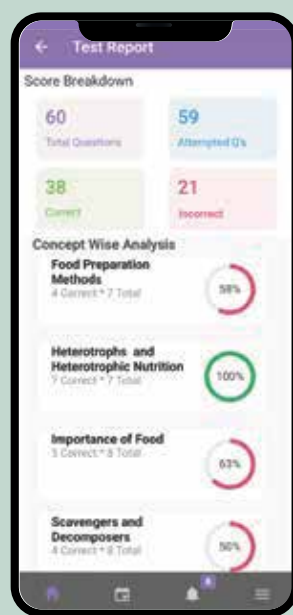 Test Report
Score Breakdown
60
Total Questions
59
Attempted Q's
38
Correct
21
Incorrect
Concept Wise Analysis
Food Preparation
Methods
4 Correct * 7 Total
58%
Heterotrophs and
Heterotrophic Nutrition
7 Correct * 7 Total
100%
Importance of Food
5 Correct * 8 Total
63%
Scavengers and
Decomposers
4 Correct * 8 Total
50%